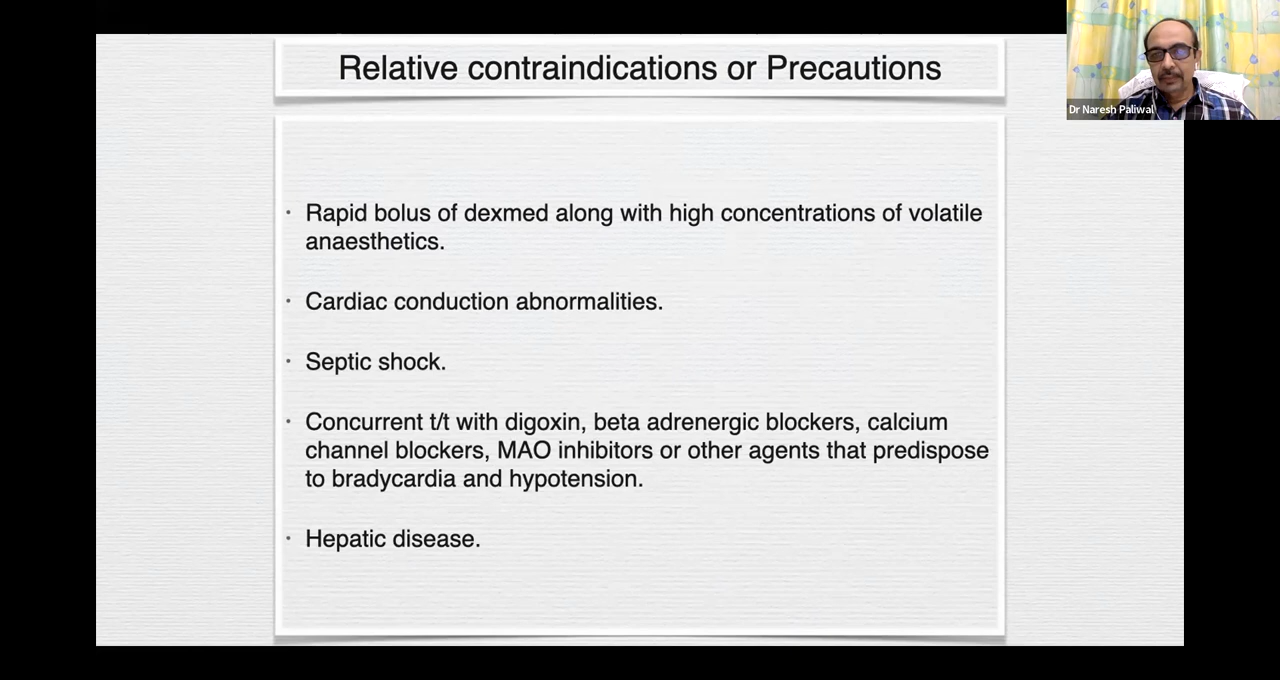 Relative contraindications or Precautions
Dr Naresh Paliwal
• Rapid bolus of dexmed along with high concentrations of volatile
anaesthetics.
• Cardiac conduction abnormalities.
• Septic shock.
• Concurrent t/t with digoxin, beta adrenergic blockers, calcium
channel blockers, MAO inhibitors or other agents that predispose
to bradycardia and hypotension.
• Hepatic disease.